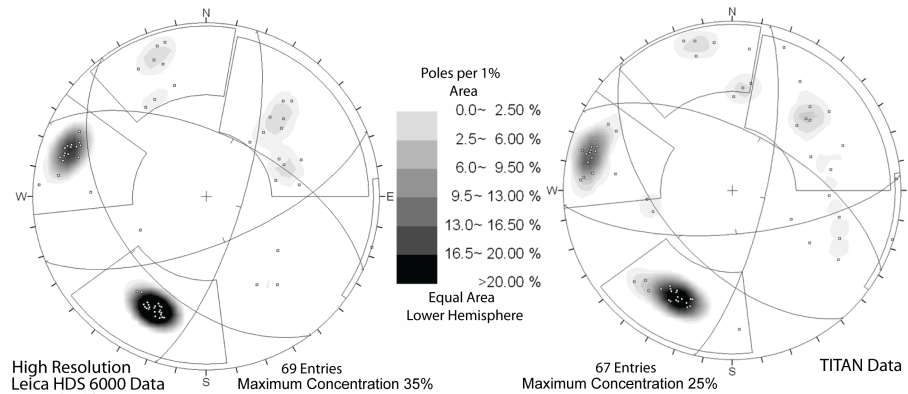 N
W
E
S
High Resolution
Leica HDS 6000 Data
69 Entries
Maximum Concentration 35%
Poles per 1%
Area
0.0~ 2.50 %
2.5~ 6.00 %
6.0~ 9.50 %
9.5~ 13.00 %
13.0~ 16.50 %
16.5~ 20.00 %
>20.00 %
Equal Area
Lower Hemisphere
N
W
E
S
67 Entries
Maximum Concentration 25%
TITAN Data